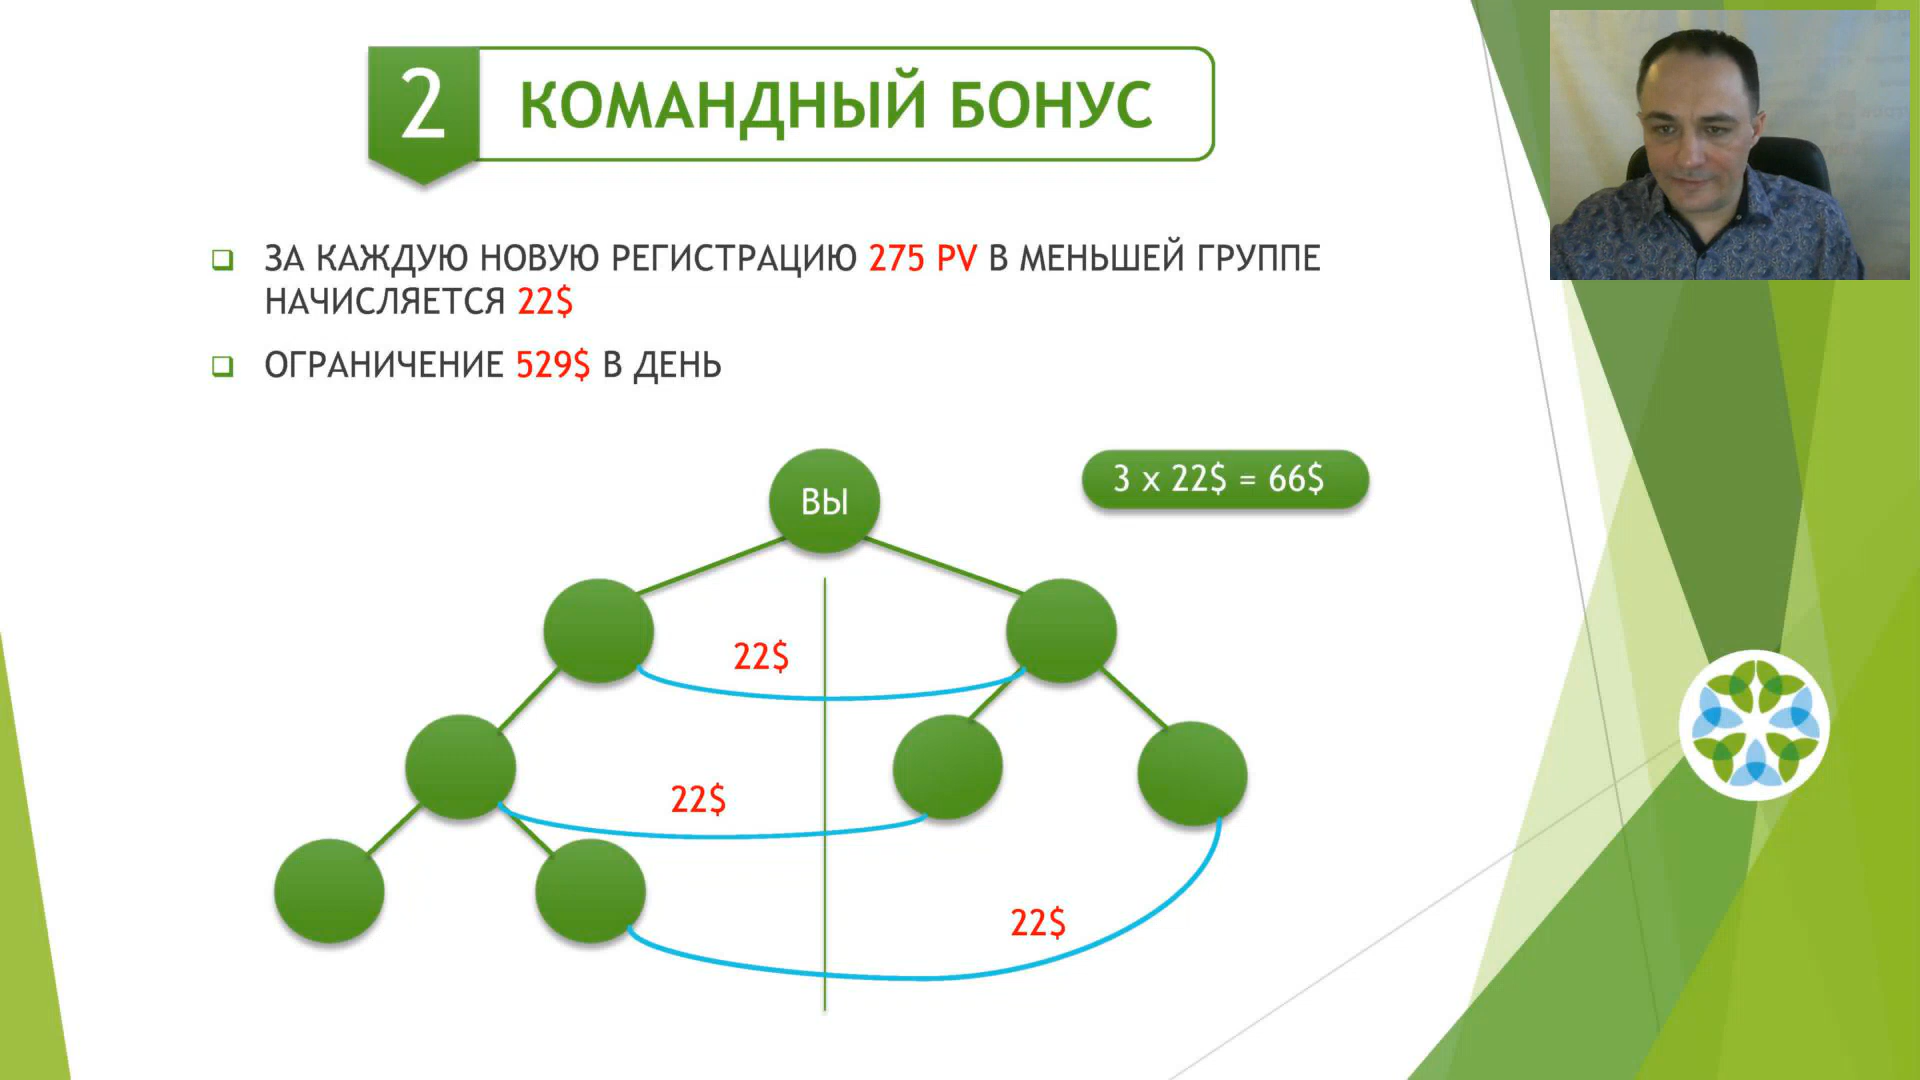 2
КОМАНДНЫЙ БОНУС
ЗА КАЖДУЮ НОВУЮ РЕГИСТРАЦИЮ 275 PV В МЕНЬШЕЙ ГРУППЕ
НАЧИСЛЯЕТСЯ 22$
ОГРАНИЧЕНИЕ 529$ В ДЕНЬ
ВЫ
3 x 22$ = 66$
22$
22$
22$